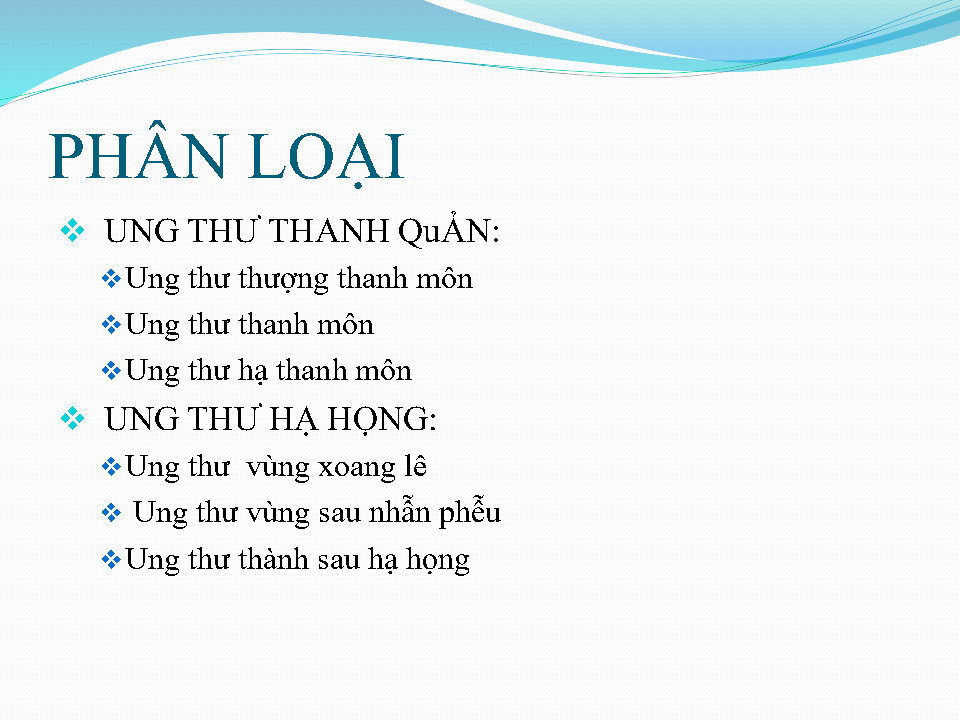 PHÂN LOẠI
UNG THƯ THANH QuẢN:
Ung thư thượng thanh môn
Ung thư thanh môn
Ung thư hạ thanh môn
UNG THƯ HẠ HỌNG:
Ung thư vùng xoang lê
Ung thư vùng sau nhẫn phễu
Ung thư thành sau hạ họng